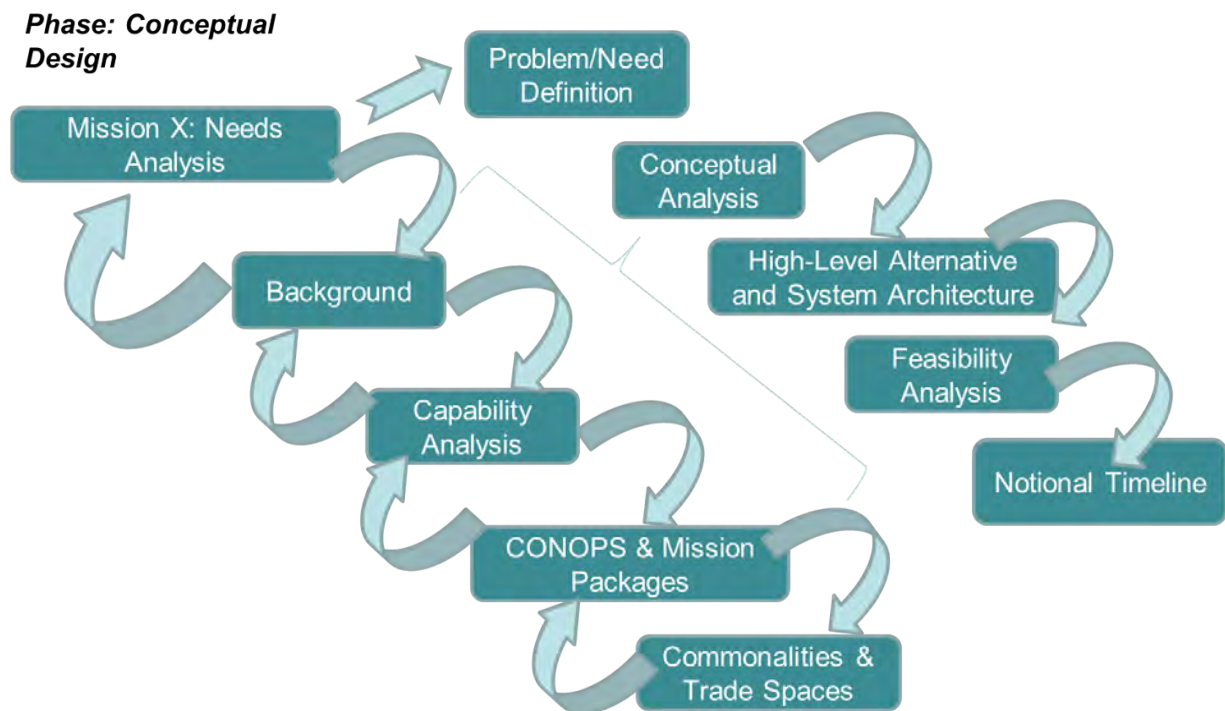 Phase: Conceptual
Design
Problem/Need
Definition
Mission X: Needs
Analysis
Conceptual
Analysis
Background
High-Level Alternative
and System Architecture
Feasibility
Analysis
Capability
Analysis
Notional Timeline
CONOPS & Mission
Packages
Commonalities &
Trade Spaces